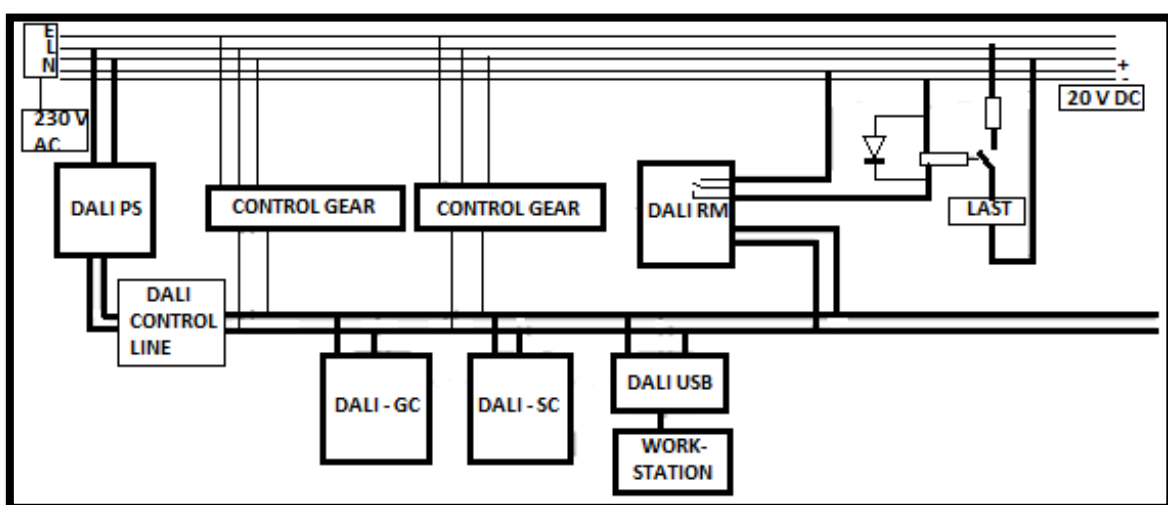 E
L
N
+
-
230 V
AC
20 V DC
DALI PS
CONTROL GEAR
CONTROL GEAR
DALI RM
LAST
DALI
CONTROL
LINE
DALI - GC
DALI - SC
DALI USB
WORK-
STATION